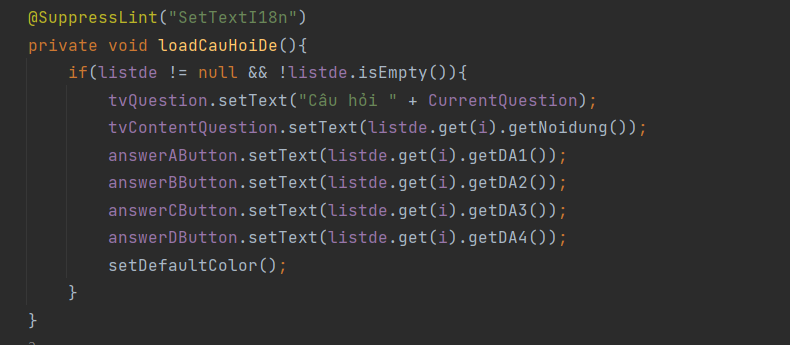 @SuppressLint("SetTextI18n")
private void loadCauHoiDe(){
if(listde != null && !listde.isEmpty()){
tvQuestion.setText("Câu hỏi " + CurrentQuestion);
tvContentQuestion.setText(listde.get(i).getNoidung());
answerAButton.setText(listde.get(i).getDA1());
answerBButton.setText(listde.get(i).getDA2());
answerCButton.setText(listde.get(i).getDA3());
answerDButton.setText(listde.get(i).getDA4());
setDefaultColor();
}
}